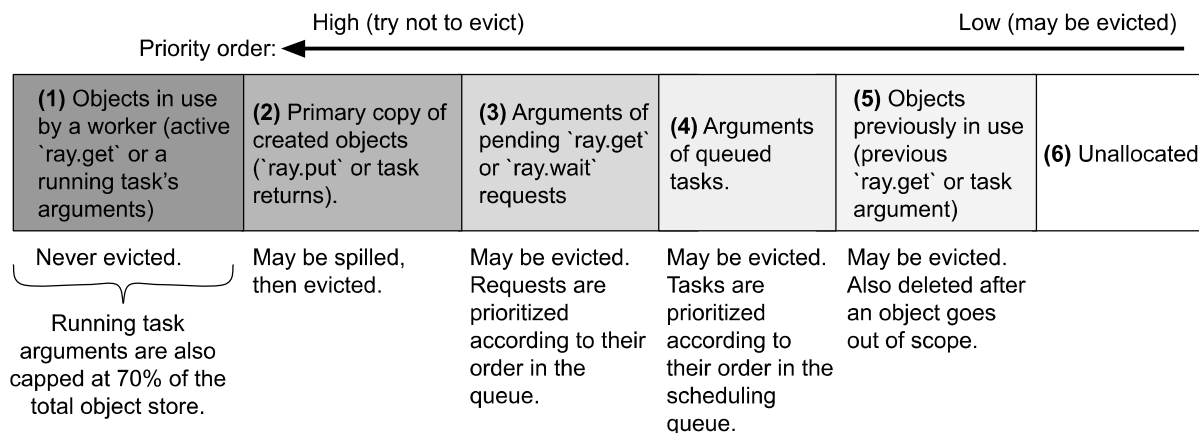 High (try not to evict)
Low (may be evicted)
Priority order:
(1) Objects in use
by a worker (active
`ray.get` or a
running task's
arguments)
(2) Primary copy of
created objects
(`ray.put` or task
returns).
(3) Arguments of
pending `ray.get`
or `ray.wait`
requests
(4) Arguments
of queued
tasks.
(5) Objects
previously in use
(previous
`ray.get` or task
argument)
(6) Unallocated
Never evicted.
Running task
arguments are also
capped at 70% of the
total object store.
May be spilled,
then evicted.
May be evicted.
Requests are
prioritized
according to their
order in the
queue.
May be evicted.
Tasks are
prioritized
according to
their order in the
scheduling
queue.
May be evicted.
Also deleted after
an object goes
out of scope.